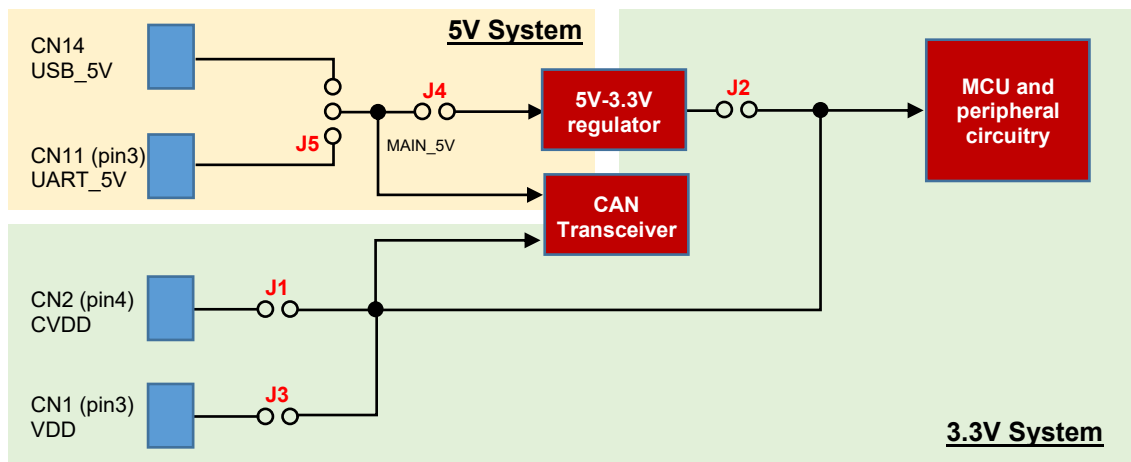 5V System
CN14
USB_5V
J4
J5
MAIN_5V
CN11 (pin3)
UART_5V
5V-3.3V
regulator
J2
MCU and
peripheral
circuitry
CAN
Transceiver
CN2 (pin4)
CVDD
J1
CN1 (pin3)
VDD
J3
3.3V System